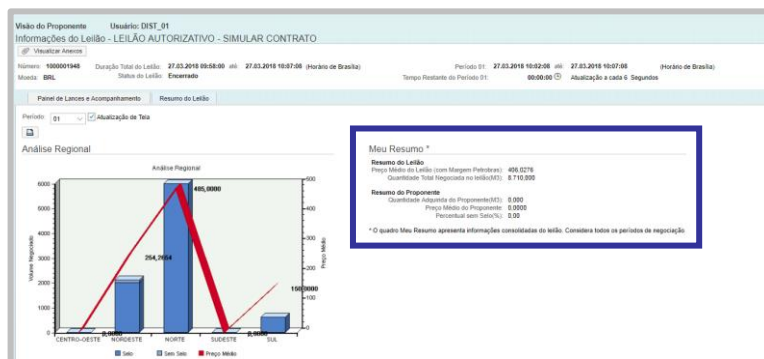 Visão do Proponente Usuário: DIST_01
Informações do Leilão - LEILÃO AUTORIZATIVO - SIMULAR CONTRATO
Visualizar Anexos
Número: 1000001948 Duração Total do Leilão: 27.03.2018 09:58:00 até: 27.03.2018 10:07:08 (Horário de Brasília) Período 01: 27.03.2018 10:02:08 até: 27.03.2018 10:07:08 (Horário de Brasília)
Moeda: BRL Status do Leilão: Encerrado Tempo Restante do Período 01: 00:00:00 Atualização a cada 6 Segundos
Painel de Lances e Acompanhamento Resumo do Leilão
Período: 01 Atualização de Tela
Análise Regional
Análise Regional
6000
5000
4000
3000
2000
1000
0
Volume Negociado
500
400
300
200
100
0
Preço Médio
485,0000
254,2654
150,0000
0,0000
0,0000
CENTRO-OESTE NORDESTE NORTE SUDESTE SUL
Selo Sem Selo Preço Médio
Meu Resumo *
Resumo do Leilão
Preço Médio do Leilão (com Margem Petrobras) 406,0276
Quantidade Total Negociada no leilão(M3) 8.710,000
Resumo do Proponente
Quantidade Adquirida do Proponente(M3) 0,000
Preço Médio do Proponente 0,0000
Percentual sem Selo(%) 0,00
* O quadro Meu Resumo apresenta informações consolidadas do leilão. Considera todos os períodos de negociação